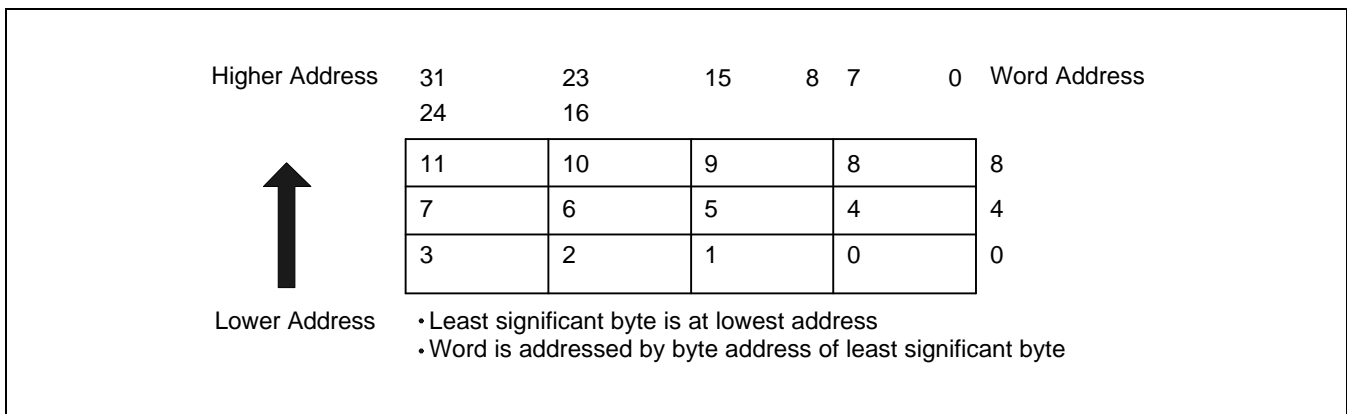 Higher Address 31 23 15 8 7 0 Word Address
24 16
11 10 9 8 8
7 6 5 4 4
3 2 1 0 0
Lower Address • Least significant byte is at lowest address
• Word is addressed by byte address of least significant byte